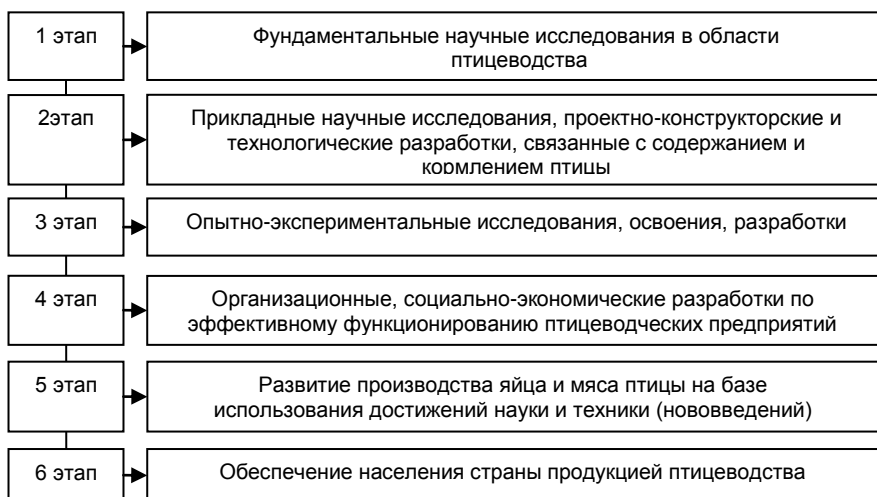 1 этап
Фундаментальные научные исследования в области
птицеводства
2этап
Прикладные научные исследования, проектно-конструкторские и
технологические разработки, связанные с содержанием и
кормлением птицы
3 этап
Опытно-экспериментальные исследования, освоения, разработки
4 этап
Организационные, социально-экономические разработки по
эффективному функционированию птицеводческих предприятий
5 этап
Развитие производства яйца и мяса птицы на базе
использования достижений науки и техники (нововведений)
6 этап
Обеспечение населения страны продукцией птицеводства